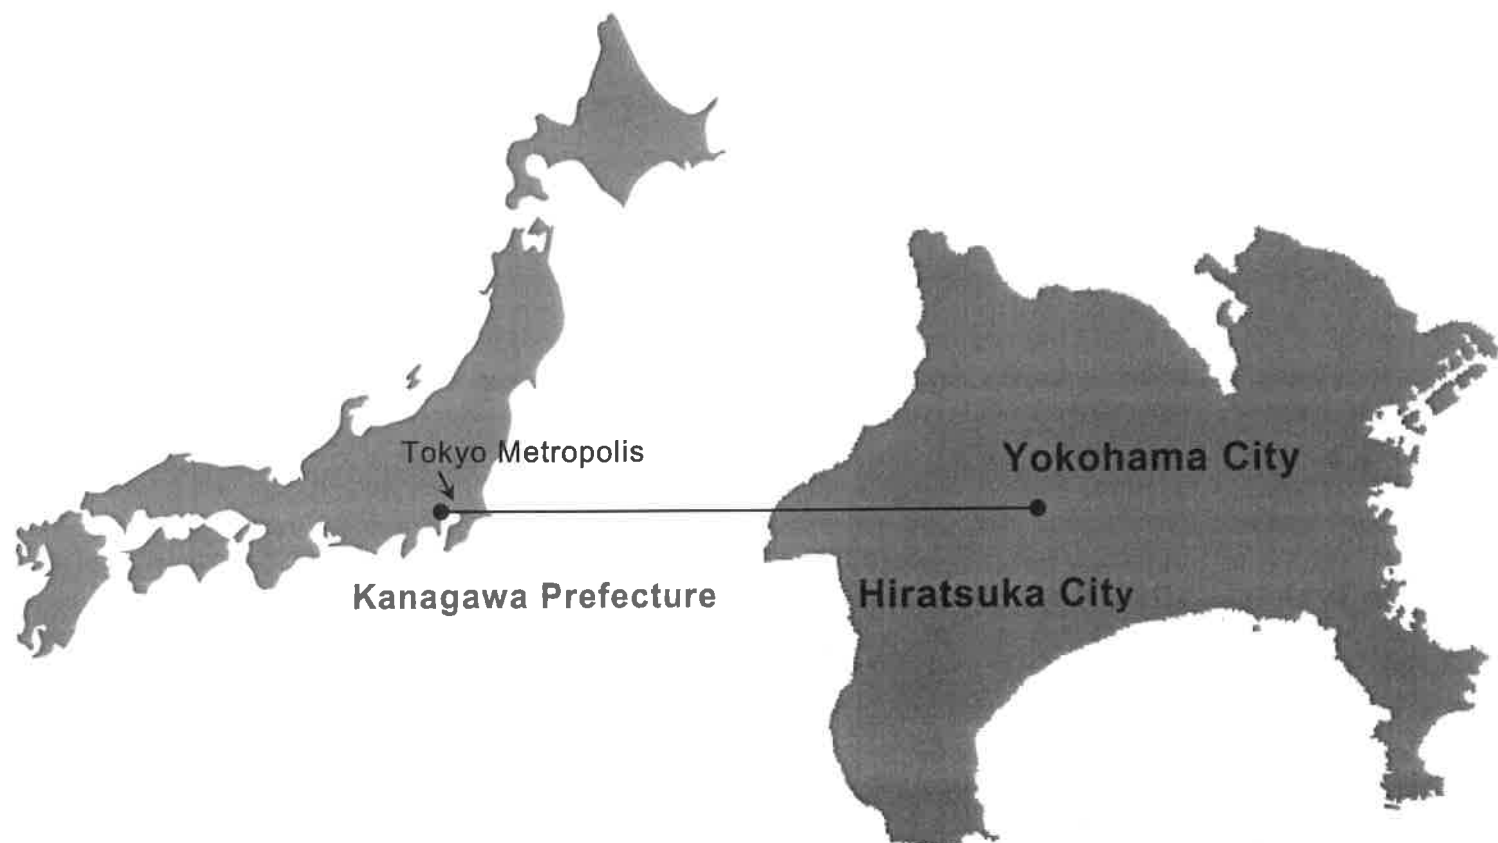 Tokyo Metropolis
Kanagawa Prefecture
Yokohama City
Hiratsuka City